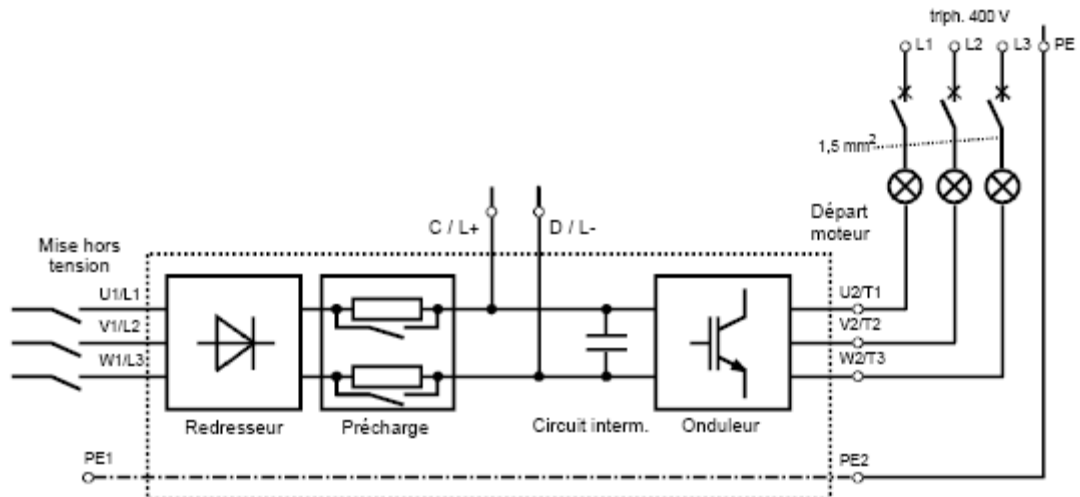 triph. 400 V
L1
L2
L3
PE
1,5 mm2
Départ
moteur
C / L+
D / L-
Mise hors
tension
U1/L1
V1/L2
W1/L3
U2/T1
V2/T2
W2/T3
Redresseur
Précharge
Circuit interm.
Onduleur
PE1
PE2